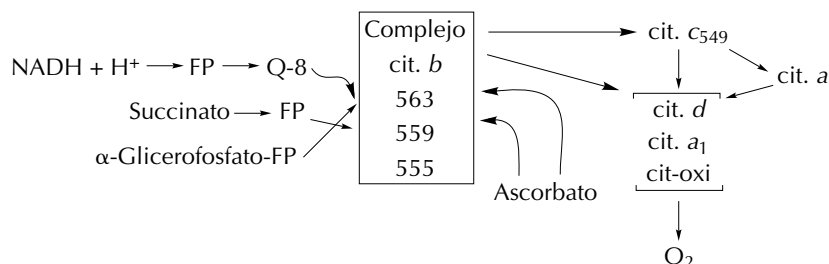 NADH + H⁺ → FP → Q-8
Succinato → FP
α-Glicerofosfato-FP
Complejo
cit. b
563
559
555
Ascorbato
cit. c₅₄₉
cit. a
cit. d
cit. a₁
cit-oxi
O₂